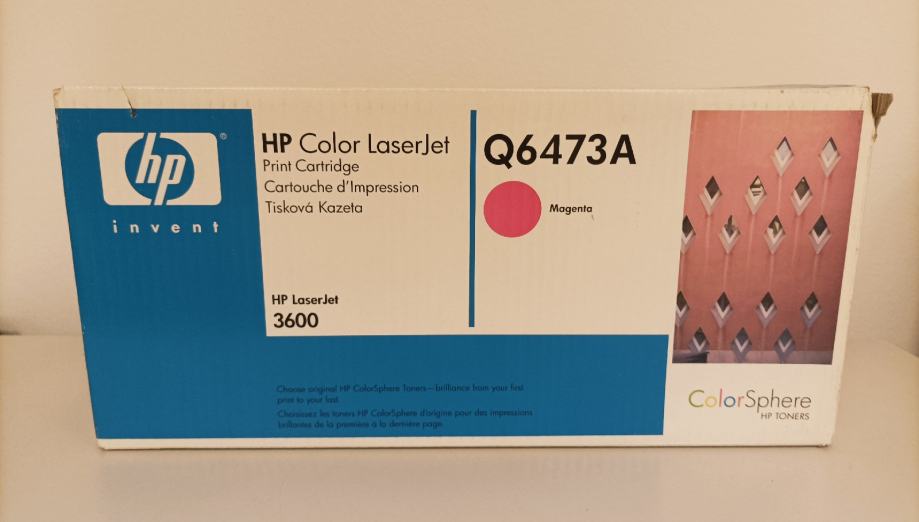 hp
®
invent
HP Color LaserJet
Print Cartridge
Cartouche d'Impression
Tisková Kazeta
HP LaserJet
3600
Q6473A
Magenta
Choose original HP ColorSphere Toners—brilliance from your first
print to your last.
Choisissez les toners HP ColorSphere d'origine pour des impressions
brillantes de la première à la dernière page.
ColorSphere
HP TONERS